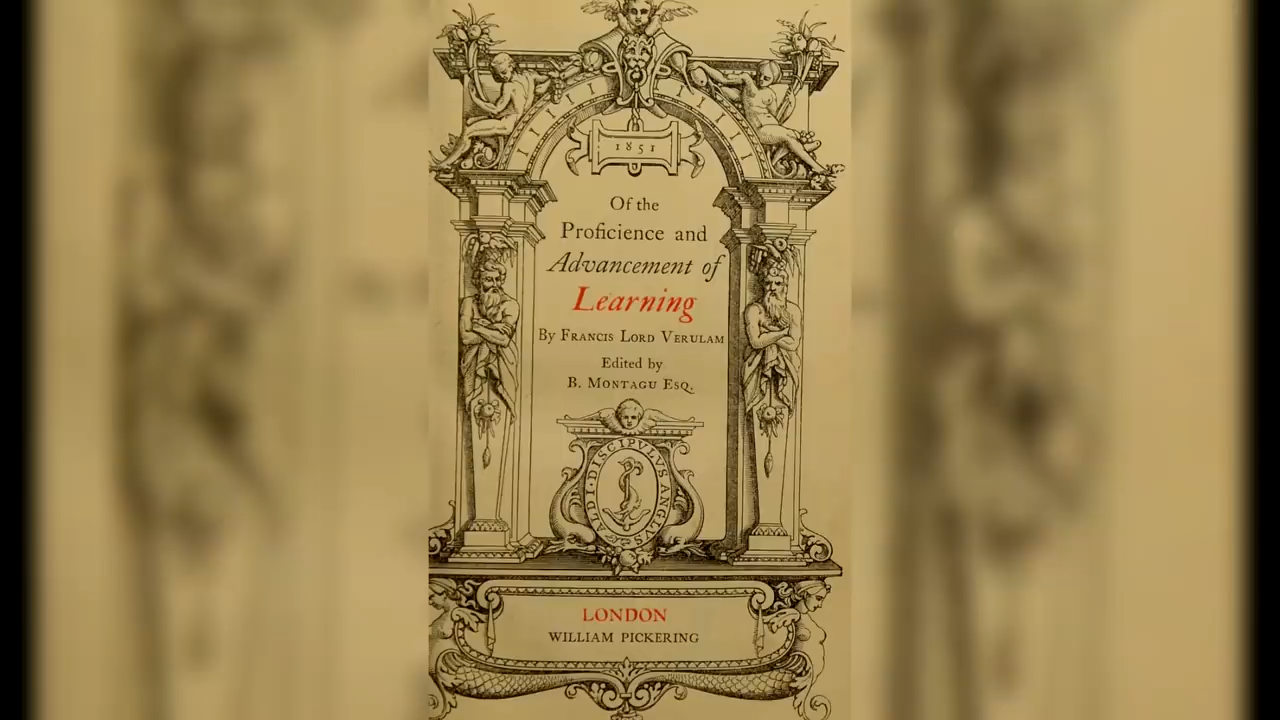 1851
Of the
Proficience and
Advancement of
Learning
By FRANCIS LORD VERULAM
Edited by
B. MONTAGU ESQ.
ALDI·DISCIPVLVS ANGLVS
LONDON
WILLIAM PICKERING